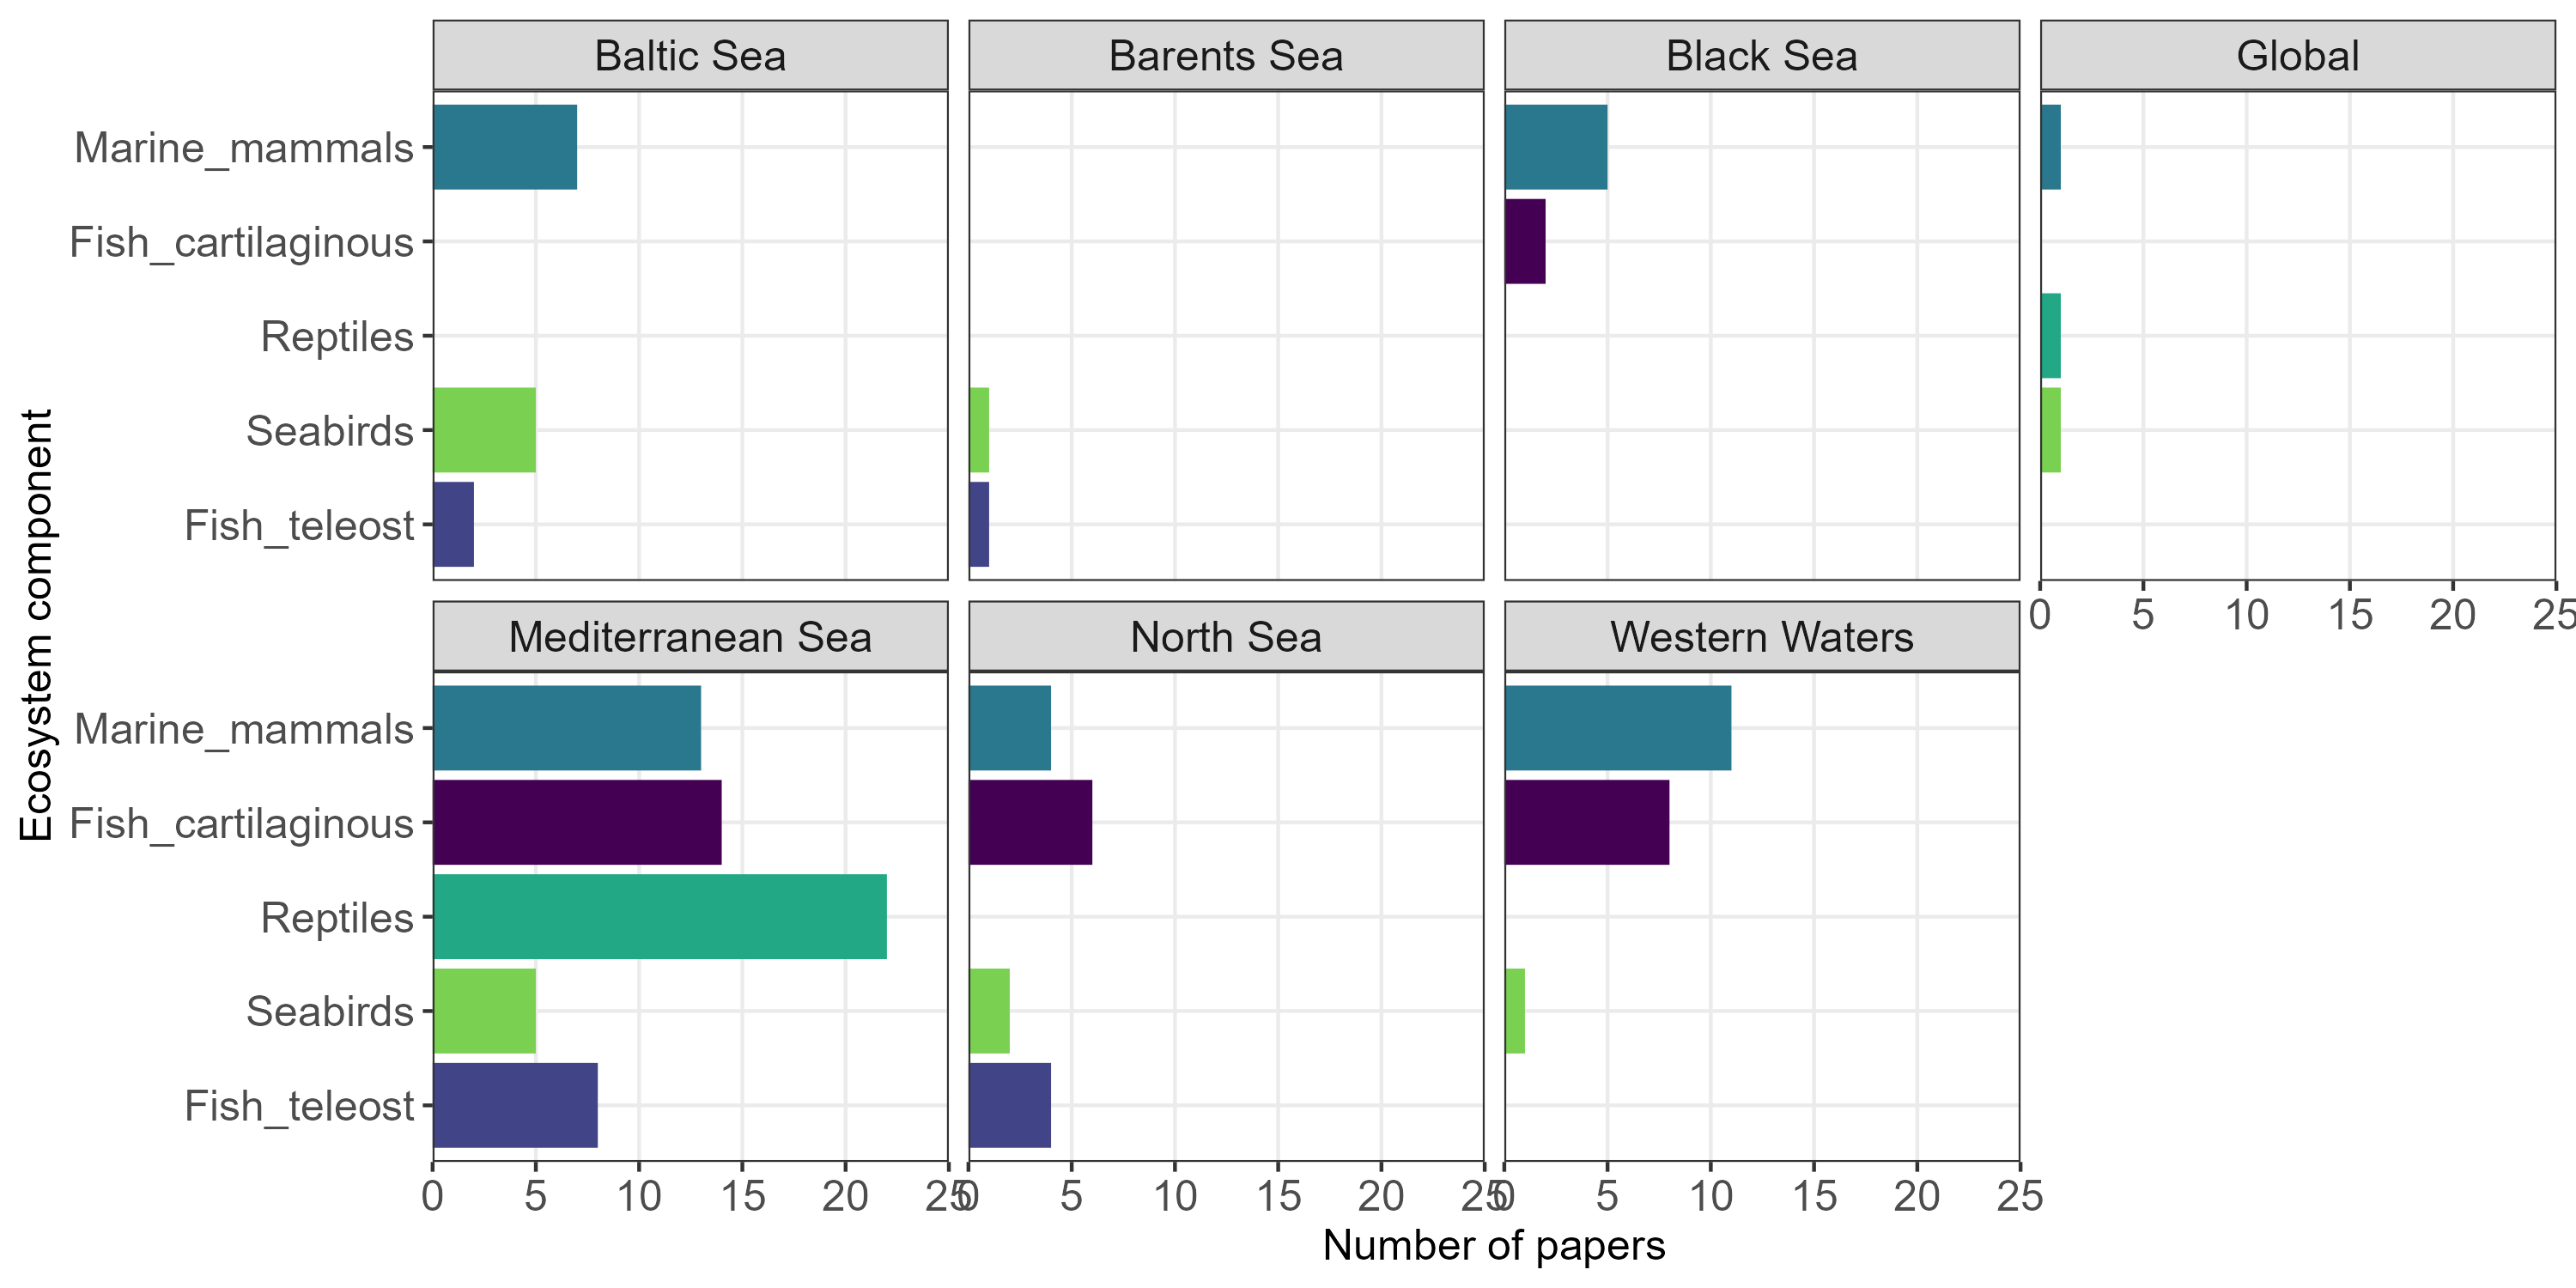 Baltic Sea
Barents Sea
Black Sea
Global
Marine_mammals
Fish_cartilaginous
Reptiles
Seabirds
Fish_teleost
0 5 10 15 20 25
Mediterranean Sea
North Sea
Western Waters
Marine_mammals
Fish_cartilaginous
Reptiles
Seabirds
Fish_teleost
0 5 10 15 20 25
0 5 10 15 20 25
0 5 10 15 20 25
Number of papers
Ecosystem component